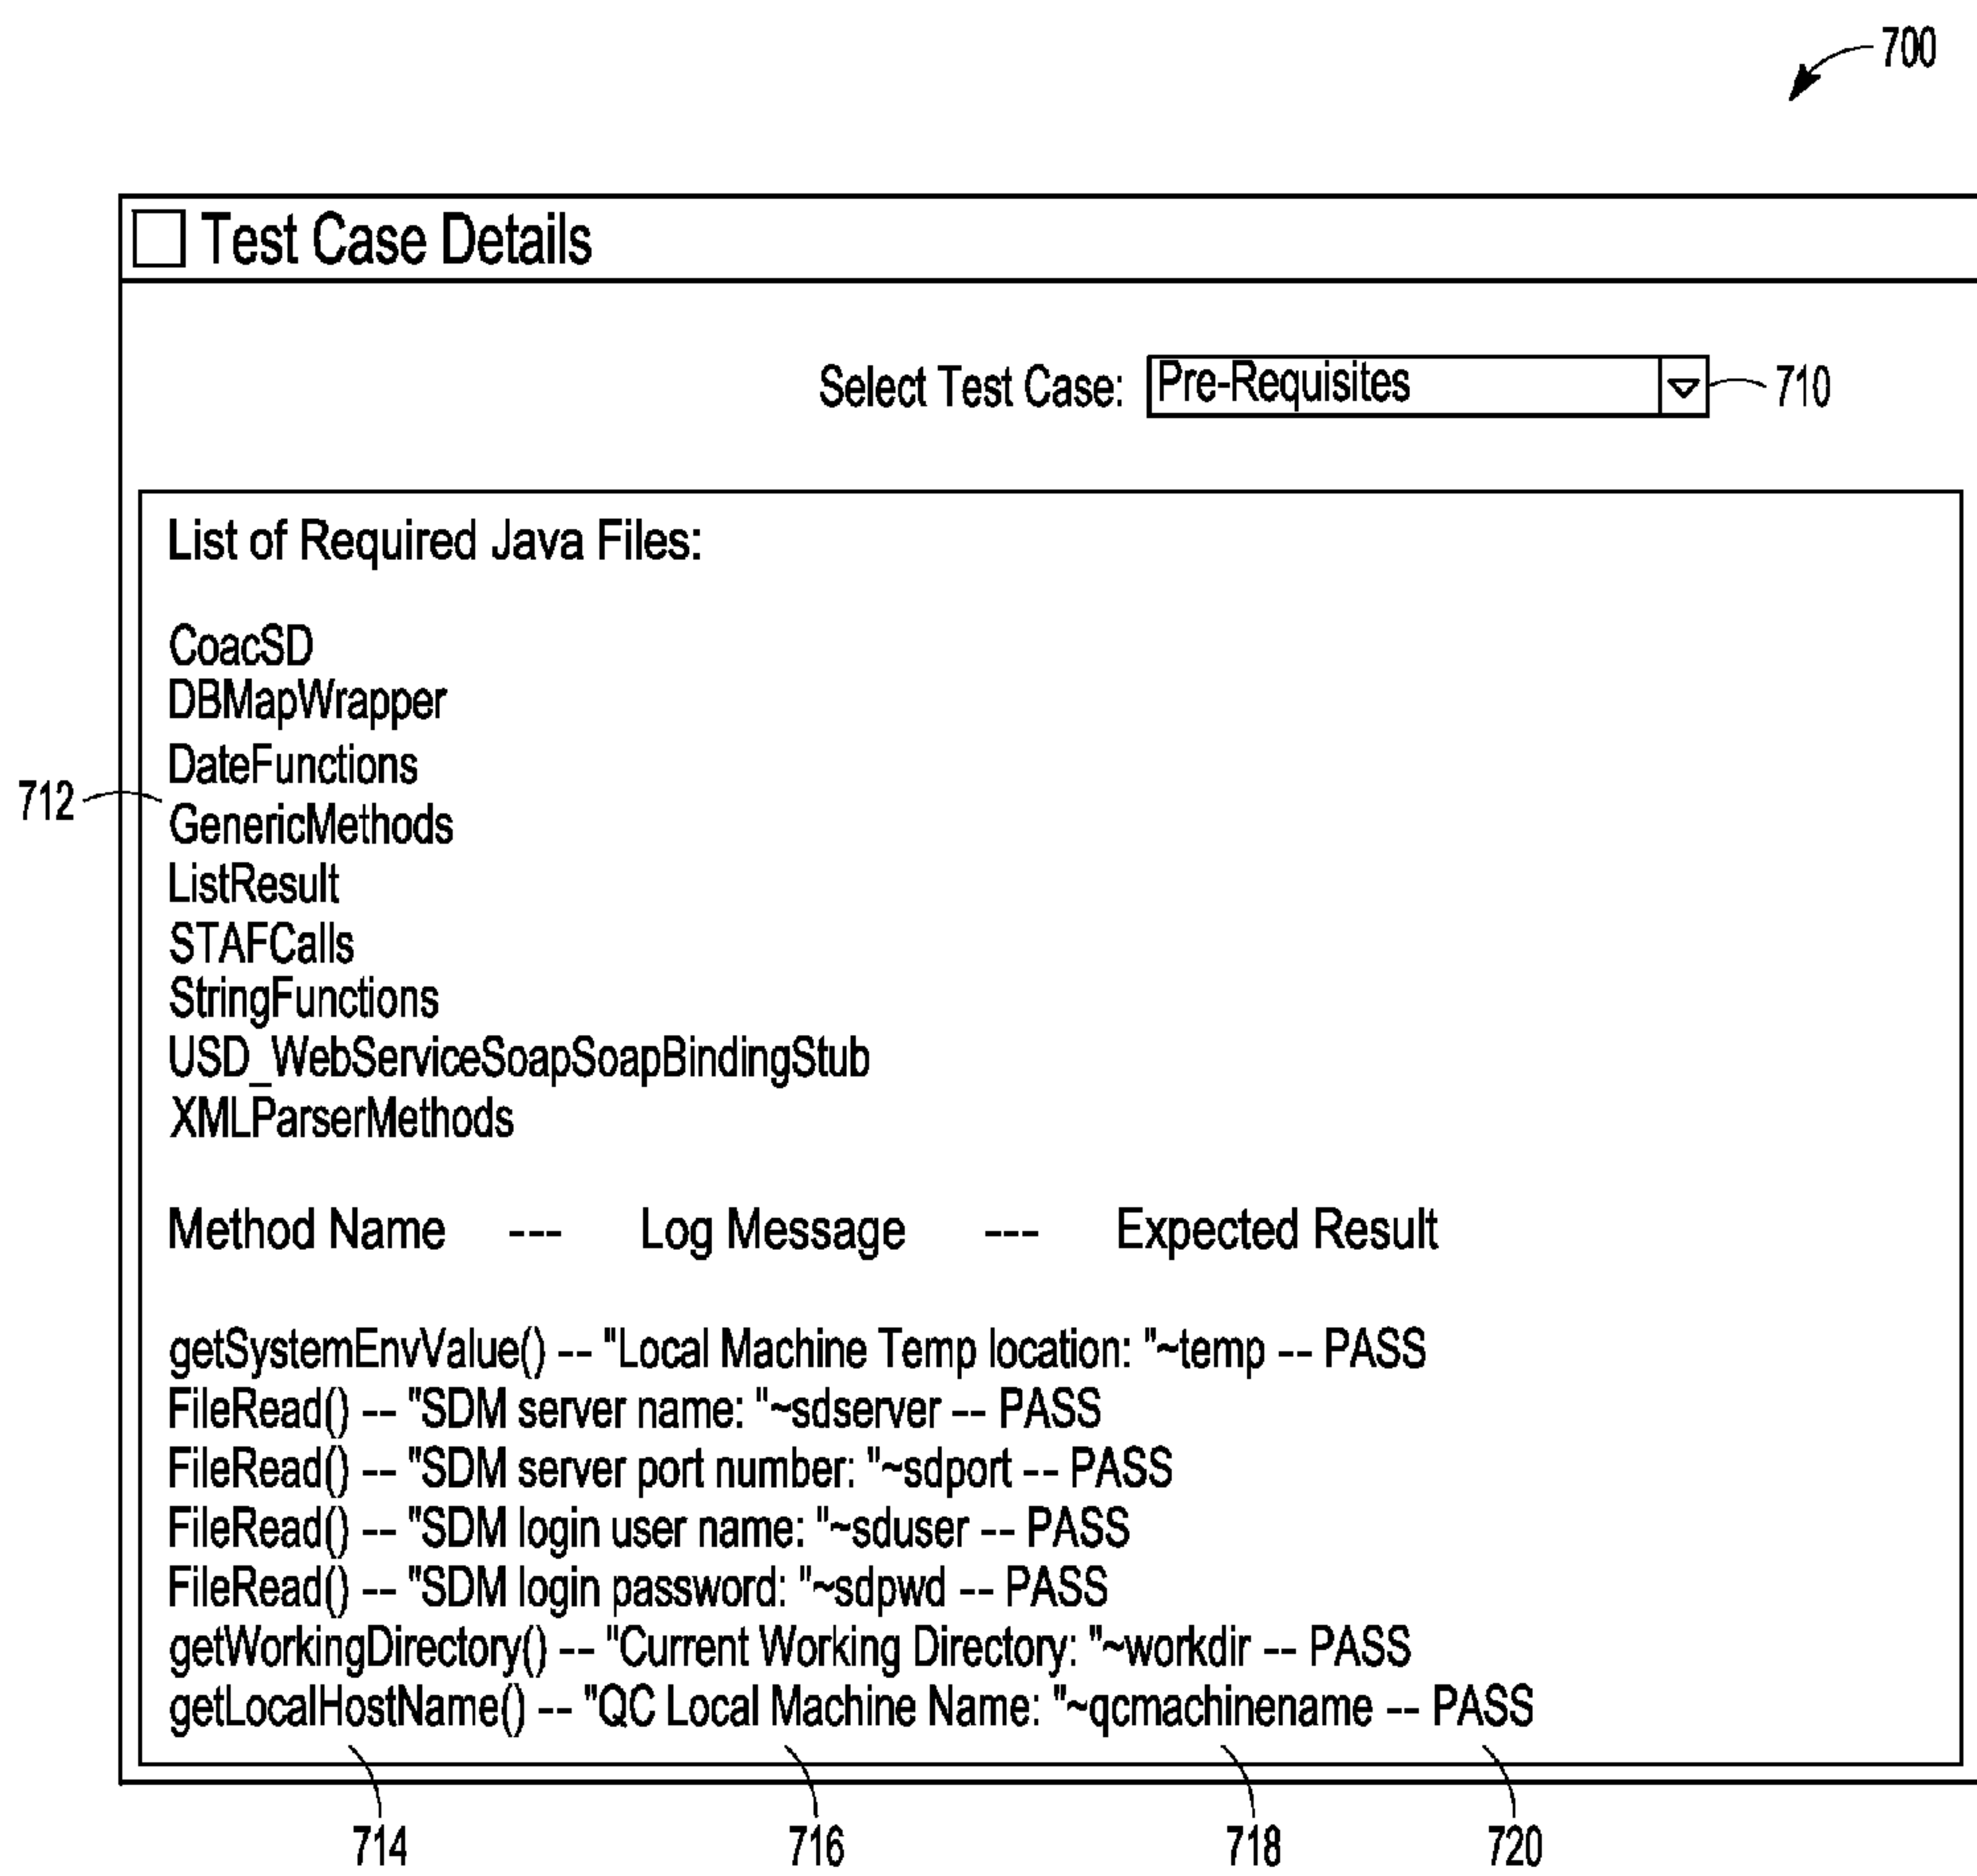 700
Test Case Details
Select Test Case: Pre-Requisites 710
List of Required Java Files:
CoacSD
DBMapWrapper
DateFunctions
712
GenericMethods
ListResult
STAFCalls
StringFunctions
USD_WebServiceSoapSoapBindingStub
XMLParserMethods
Method Name --- Log Message --- Expected Result
getSystemEnvValue() -- "Local Machine Temp location: "~temp -- PASS
FileRead() -- "SDM server name: "~sdserver -- PASS
FileRead() -- "SDM server port number: "~sdport -- PASS
FileRead() -- "SDM login user name: "~sduser -- PASS
FileRead() -- "SDM login password: "~sdpwd -- PASS
getWorkingDirectory() -- "Current Working Directory: "~workdir -- PASS
getLocalHostName() -- "QC Local Machine Name: "~qcmachinename -- PASS
714 716 718 720